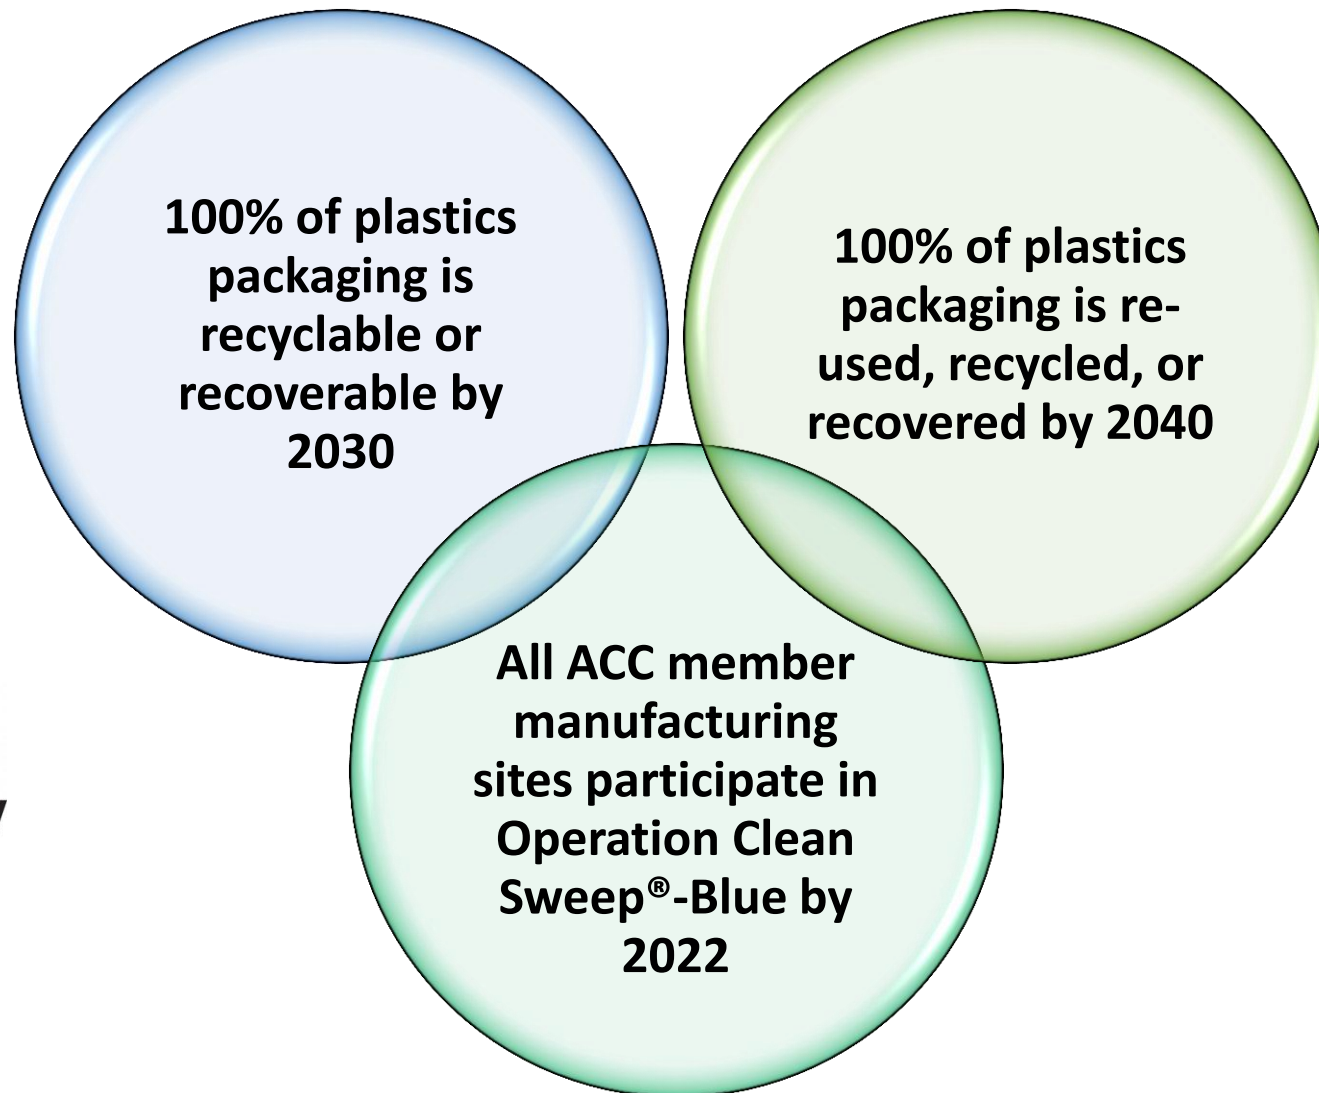 100% of plastics
packaging is
recyclable or
recoverable by
2030
100% of plastics
packaging is re-
used, recycled, or
recovered by 2040
All ACC member
manufacturing
sites participate in
Operation Clean
Sweep®-Blue by
2022